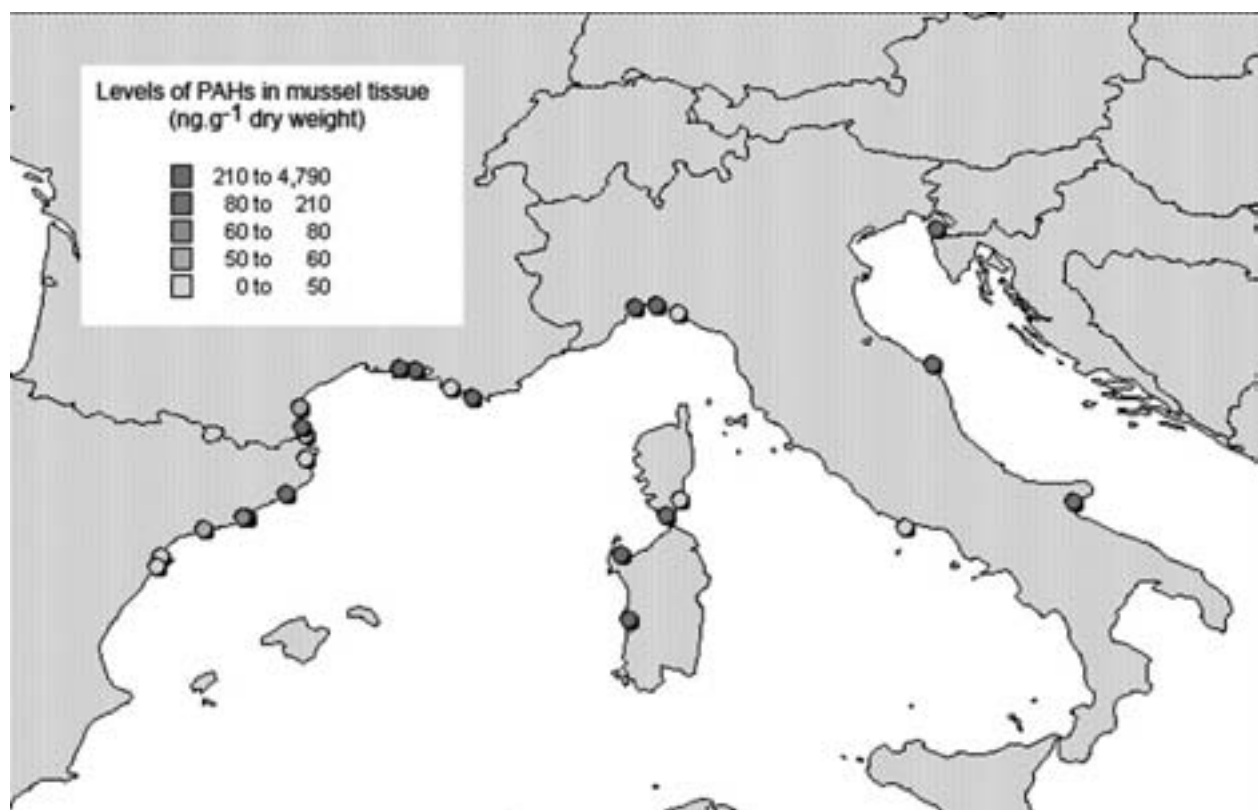 Levels of PAHs in mussel tissue
(ng.g-1 dry weight)
210 to 4,790
80 to 210
60 to 80
50 to 60
0 to 50